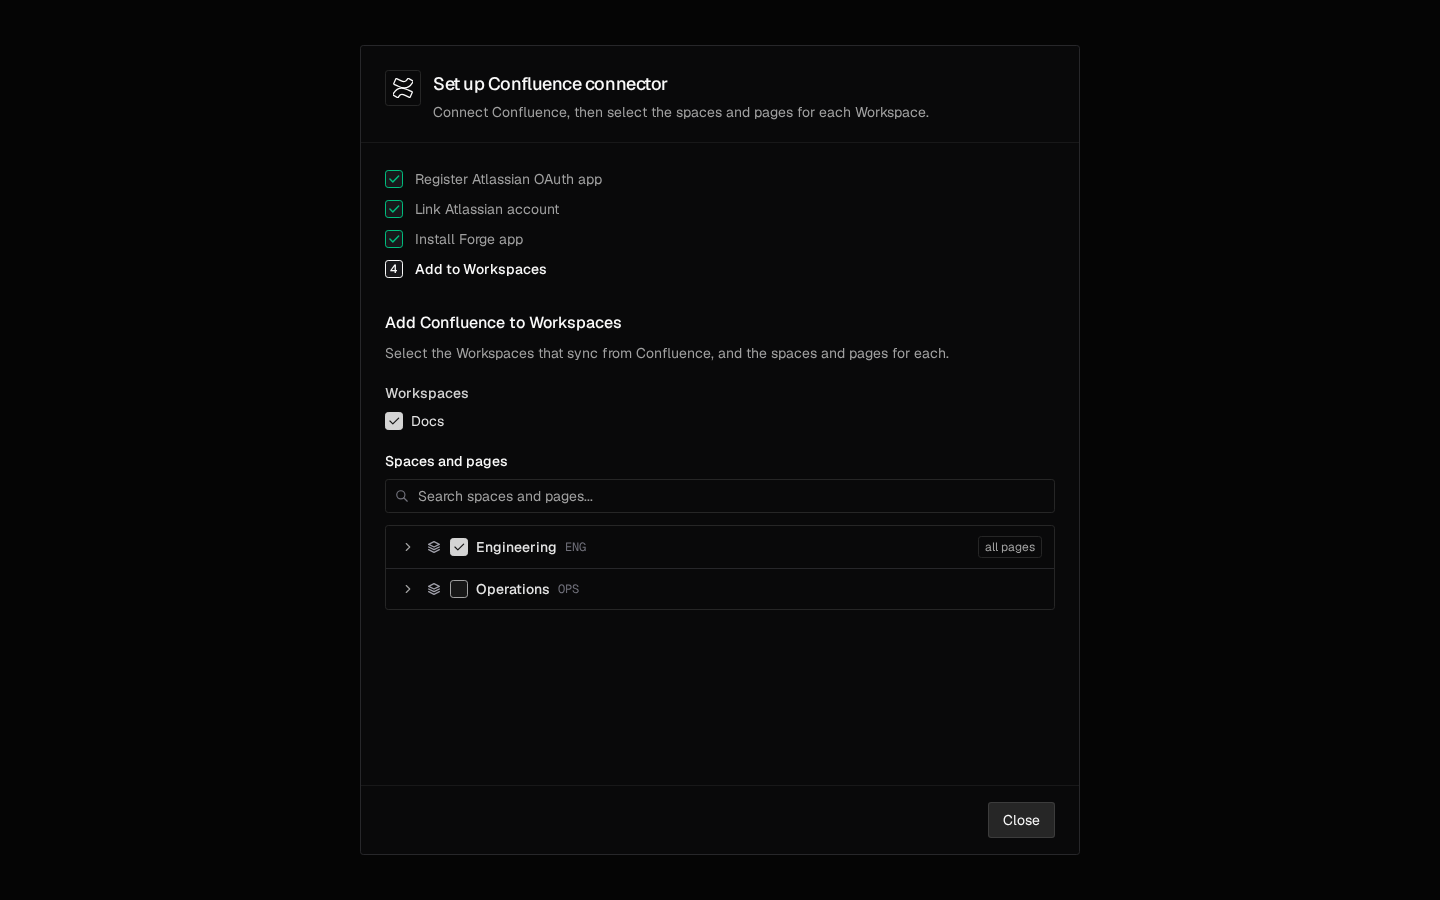 Set up Confluence connector
Connect Confluence, then select the spaces and pages for each Workspace.
Register Atlassian OAuth app
Link Atlassian account
Install Forge app
4 Add to Workspaces
Add Confluence to Workspaces
Select the Workspaces that sync from Confluence, and the spaces and pages for each.
Workspaces
Docs
Spaces and pages
Search spaces and pages...
Engineering ENG all pages
Operations OPS
Close